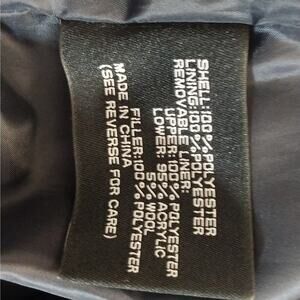 SHELL:100%POLYESTER
LINING:100%POLYESTER
REMOVABLE LINER:
UPPER:100%POLYESTER
LOWER: 95%ACRYLIC
5%WOOL
FILLER:100%POLYESTER
MADE IN CHINA
(SEE REVERSE FOR CARE)